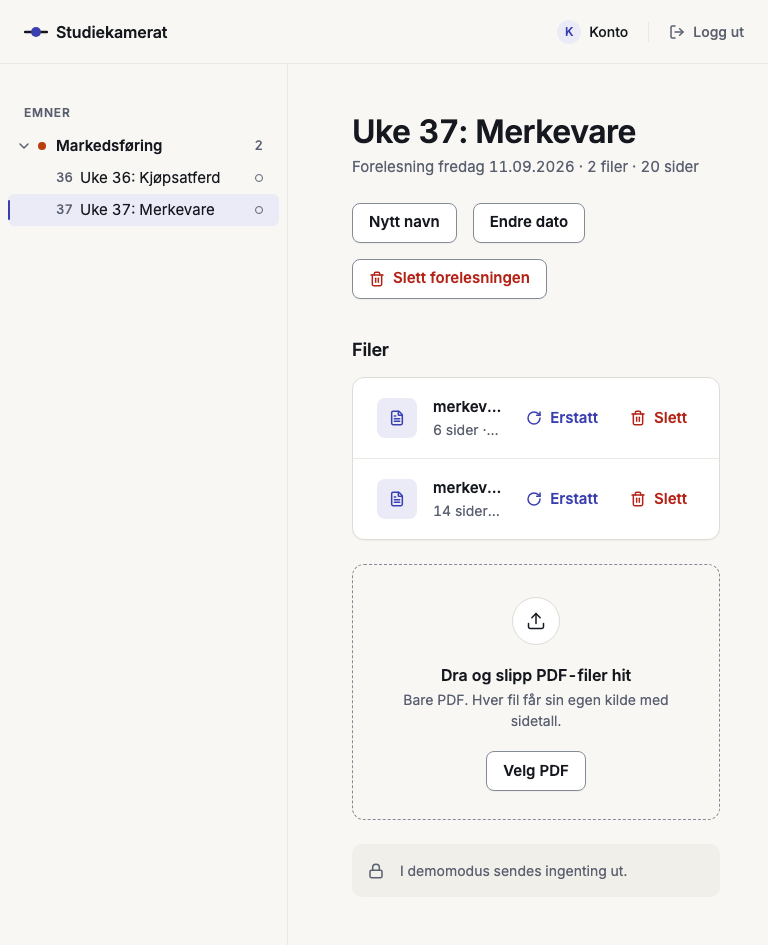 Studiekamerat
K Konto
Logg ut
EMNER
Markedsføring 2
36 Uke 36: Kjøpsatferd
37 Uke 37: Merkevare
Uke 37: Merkevare
Forelesning fredag 11.09.2026 · 2 filer · 20 sider
Nytt navn
Endre dato
Slett forelesningen
Filer
merkev...
6 sider ·...
Erstatt
Slett
merkev...
14 sider...
Erstatt
Slett
Dra og slipp PDF-filer hit
Bare PDF. Hver fil får sin egen kilde med
sidetall.
Velg PDF
I demomodus sendes ingenting ut.